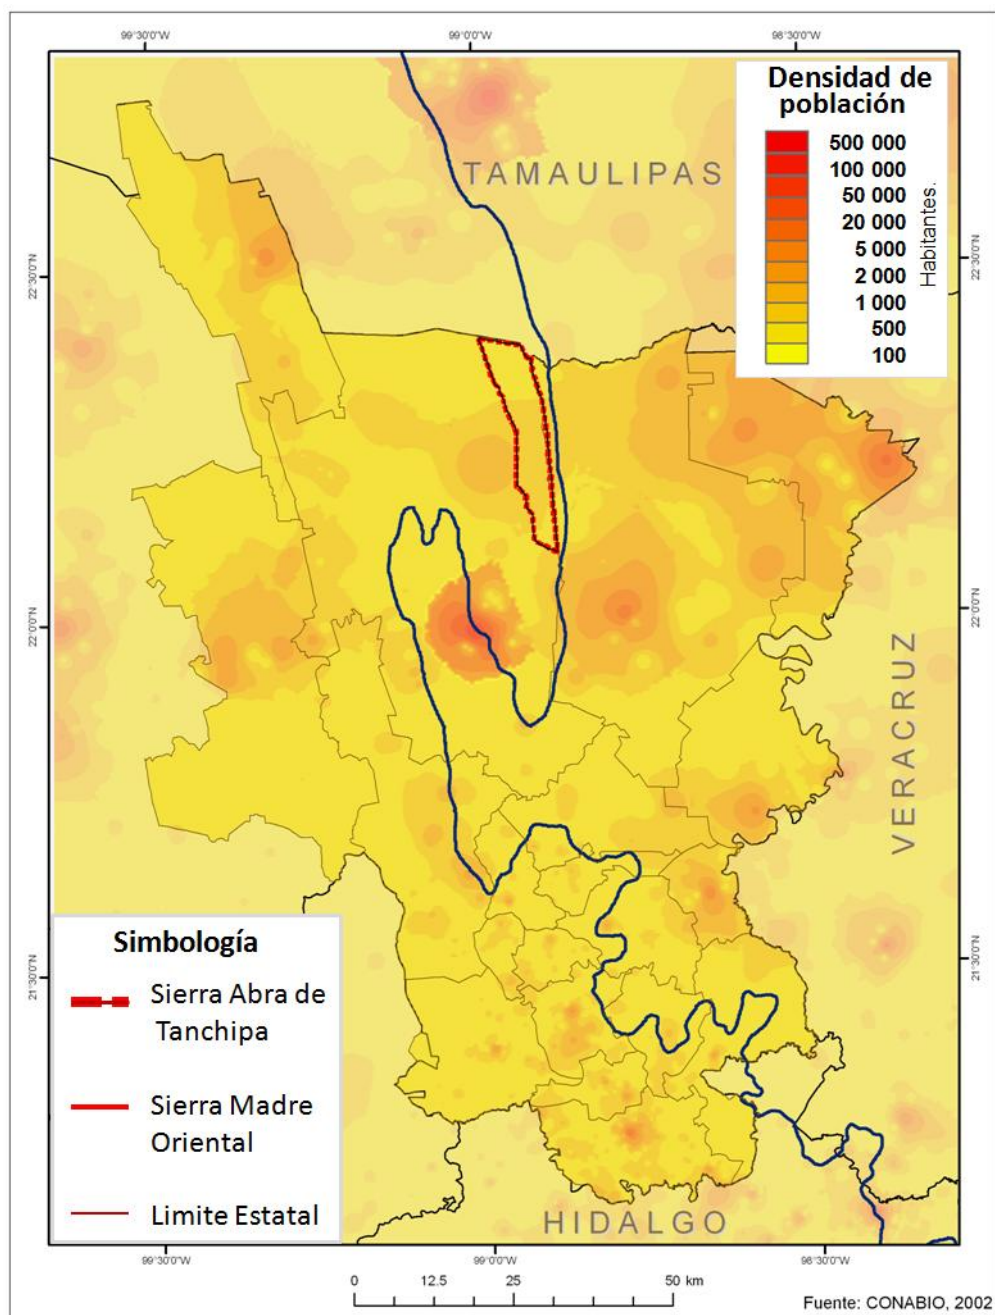 99°30'0"W
99°0'0"W
98°30'0"W
Densidad de
población
500 000
100 000
50 000
20 000
5 000
2 000
1 000
500
100
Habitantes.
TAMAULIPAS
22°30'0"N
22°30'0"N
22°0'0"N
22°0'0"N
VERACRUZ
21°30'0"N
21°30'0"N
Simbología
Sierra Abra de
Tanchipa
Sierra Madre
Oriental
Limite Estatal
HIDALGO
99°30'0"W
99°0'0"W
98°30'0"W
0 12.5 25 50 km
Fuente: CONABIO, 2002